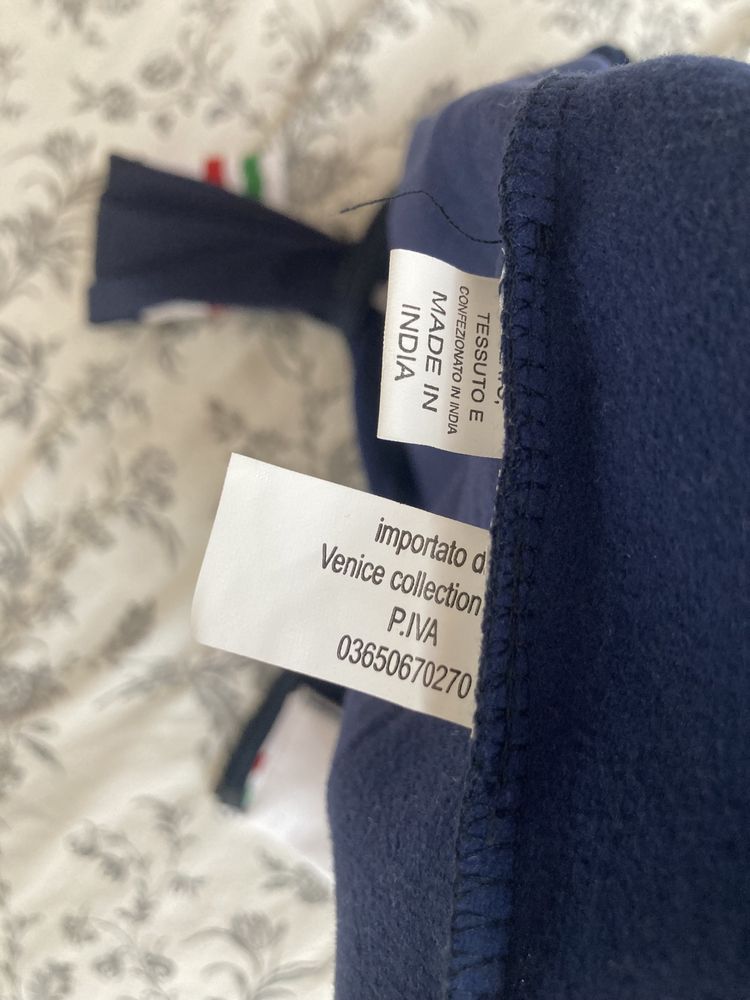 TESSUTO E
CONFEZIONATO IN INDIA
MADE IN
INDIA
importato d
Venice collection
P.IVA
03650670270